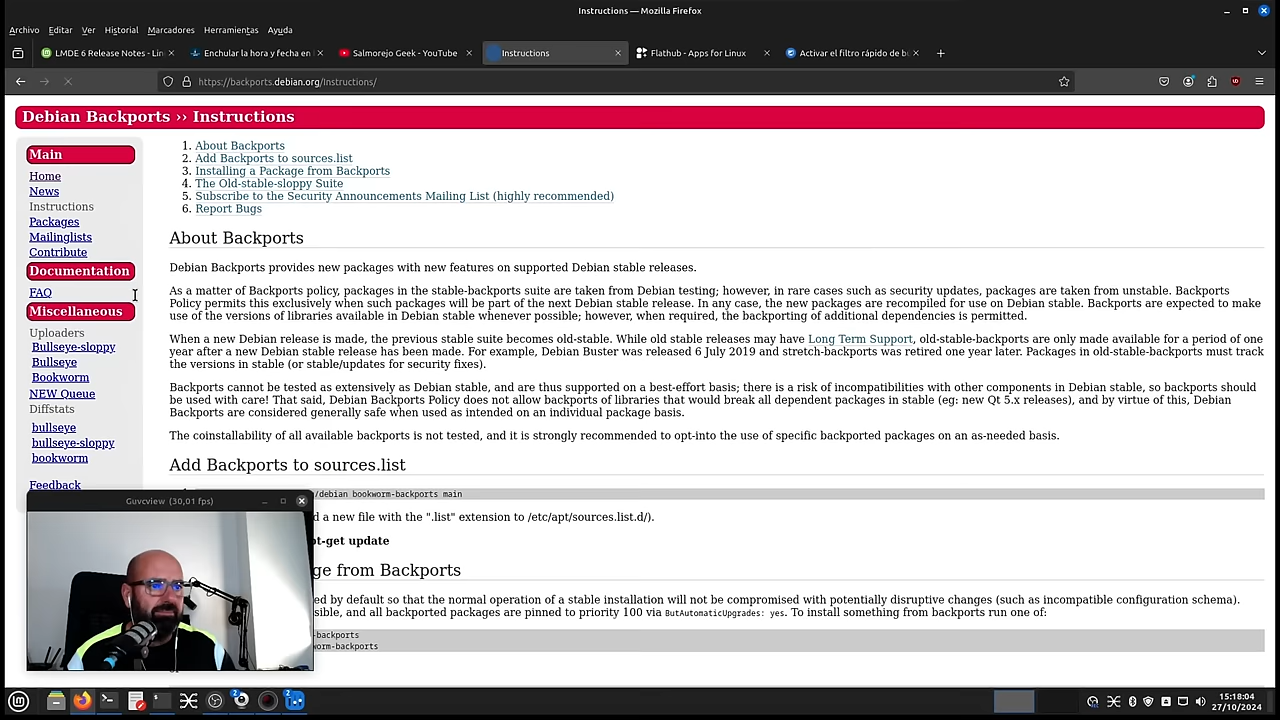 Instructions — Mozilla Firefox
Archivo Editar Ver Historial Marcadores Herramientas Ayuda
LMDE 6 Release Notes - Lin
Enchular la hora y fecha en
Salmorejo Geek - YouTube
Instructions
Flathub - Apps for Linux
Activar el filtro rápido de b
https://backports.debian.org/Instructions/
Debian Backports ›› Instructions
Main
Home
News
Instructions
Packages
Mailinglists
Contribute
Documentation
FAQ
Miscellaneous
Uploaders
Bullseye-sloppy
Bullseye
Bookworm
NEW Queue
Diffstats
bullseye
bullseye-sloppy
bookworm
Feedback
1. About Backports
2. Add Backports to sources.list
3. Installing a Package from Backports
4. The Old-stable-sloppy Suite
5. Subscribe to the Security Announcements Mailing List (highly recommended)
6. Report Bugs
About Backports
Debian Backports provides new packages with new features on supported Debian stable releases.
As a matter of Backports policy, packages in the stable-backports suite are taken from Debian testing; however, in rare cases such as security updates, packages are taken from unstable. Backports
Policy permits this exclusively when such packages will be part of the next Debian stable release. In any case, the new packages are recompiled for use on Debian stable. Backports are expected to make
use of the versions of libraries available in Debian stable whenever possible; however, when required, the backporting of additional dependencies is permitted.
When a new Debian release is made, the previous stable suite becomes old-stable. While old stable releases may have Long Term Support, old-stable-backports are only made available for a period of one
year after a new Debian stable release has been made. For example, Debian Buster was released 6 July 2019 and stretch-backports was retired one year later. Packages in old-stable-backports must track
the versions in stable (or stable/updates for security fixes).
Backports cannot be tested as extensively as Debian stable, and are thus supported on a best-effort basis; there is a risk of incompatibilities with other components in Debian stable, so backports should
be used with care! That said, Debian Backports Policy does not allow backports of libraries that would break all dependent packages in stable (eg: new Qt 5.x releases), and by virtue of this, Debian
Backports are considered generally safe when used as intended on an individual package basis.
The coinstallability of all available backports is not tested, and it is strongly recommended to opt-into the use of specific backported packages on an as-needed basis.
Add Backports to sources.list
/debian bookworm-backports main
d a new file with the ".list" extension to /etc/apt/sources.list.d/).
pt-get update
ge from Backports
ed by default so that the normal operation of a stable installation will not be compromised with potentially disruptive changes (such as incompatible configuration schema).
sible, and all backported packages are pinned to priority 100 via ButAutomaticUpgrades: yes. To install something from backports run one of:
-backports
worm-backports
Guvcview (30,01 fps)
2
2
15:18:04
27/10/2024